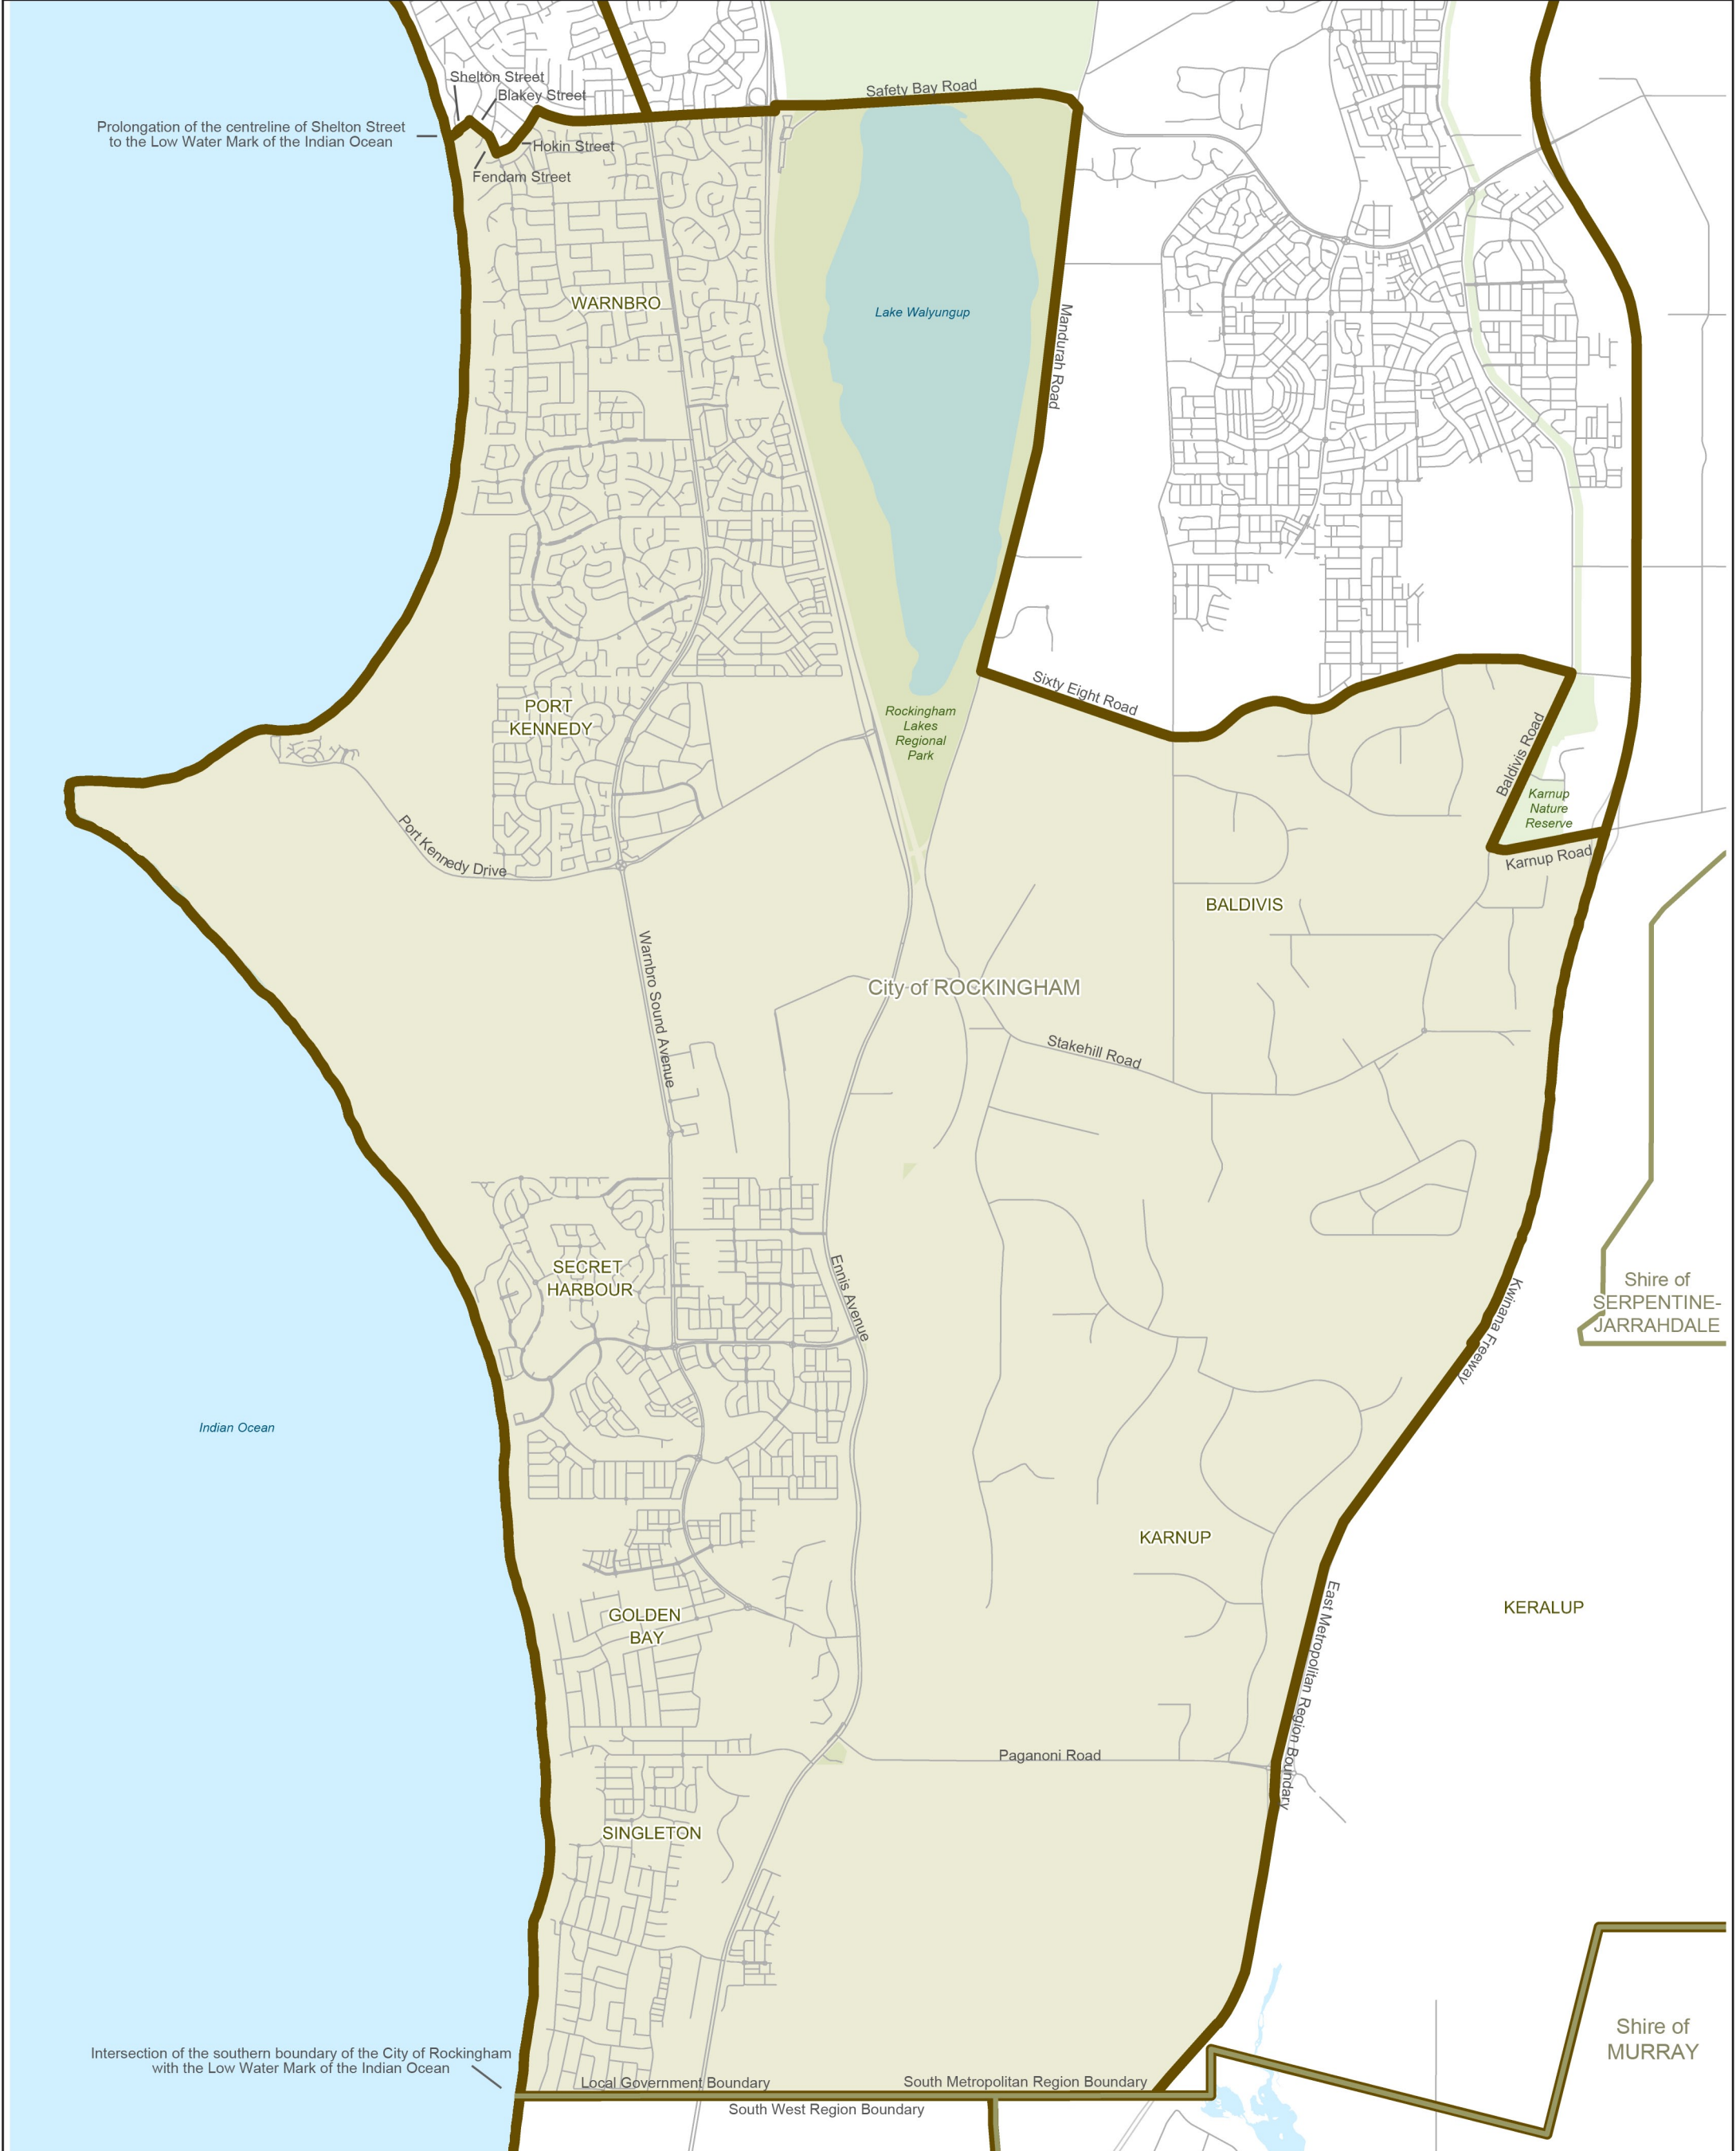 Shelton Street
Blakey Street
Safety Bay Road
Prolongation of the centreline of Shelton Street
to the Low Water Mark of the Indian Ocean
Hokin Street
Fendam Street
WARNBRO
Lake Walyungup
Mandurah Road
Sixty Eight Road
PORT
KENNEDY
Rockingham
Lakes
Regional
Park
Baldivis Road
Karnup
Nature
Reserve
Port Kennedy Drive
Karnup Road
BALDIVIS
Warnbro Sound Avenue
City of ROCKINGHAM
Stakehill Road
SECRET
HARBOUR
Ennis Avenue
Kwinana Freeway
Shire of
SERPENTINE-
JARRAHDALE
Indian Ocean
KARNUP
East Metropolitan Region Boundary
KERALUP
GOLDEN
BAY
Paganoni Road
SINGLETON
Shire of
MURRAY
Intersection of the southern boundary of the City of Rockingham
with the Low Water Mark of the Indian Ocean
Local Government Boundary
South Metropolitan Region Boundary
South West Region Boundary